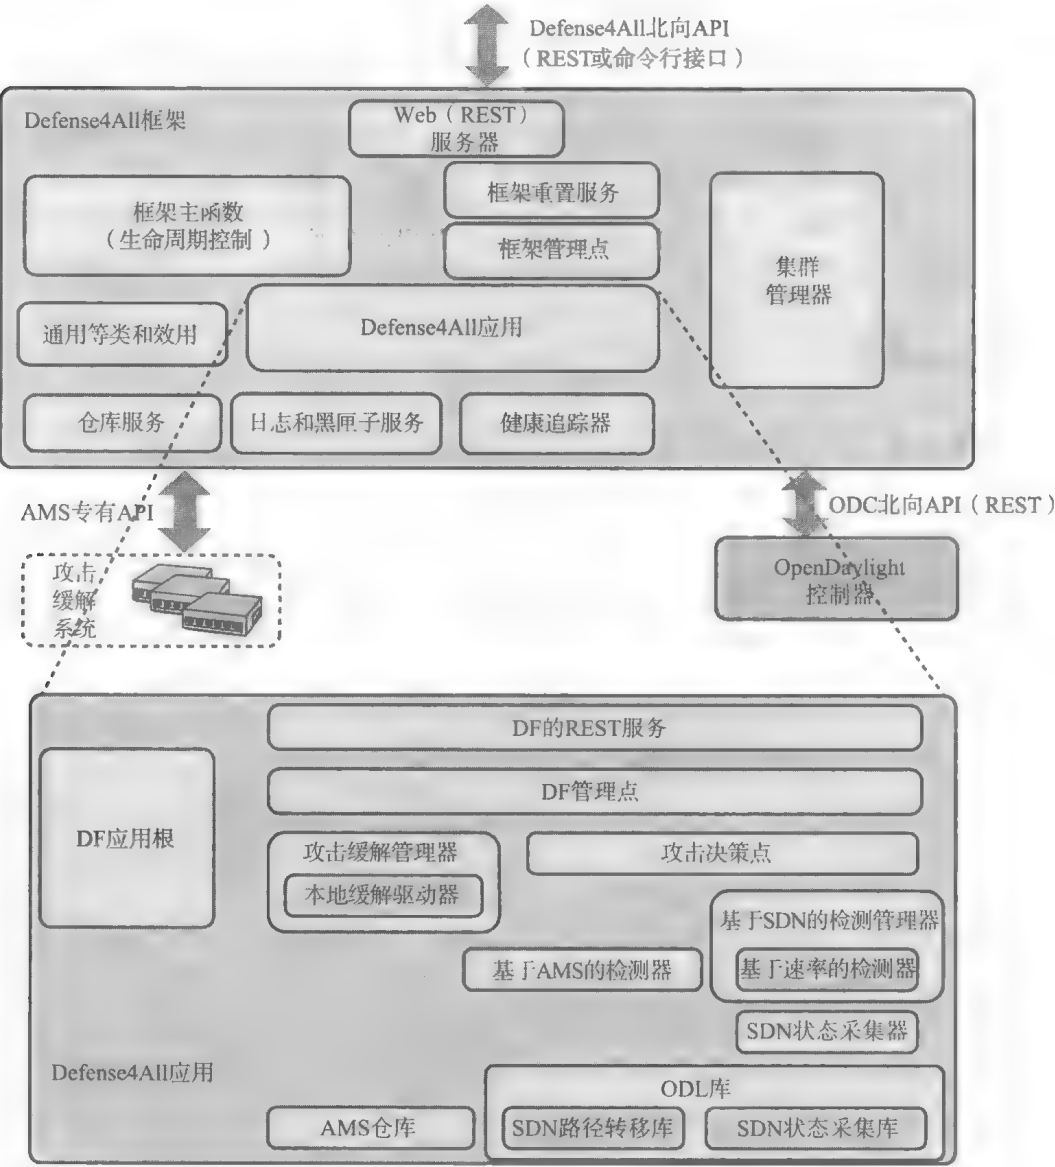 Defense4All北向API
（REST或命令行接口）
Defense4All框架
Web（REST）
服务器
框架重置服务
框架主函数
（生命周期控制）
框架管理点
集群
管理器
通用等类和效用
Defense4All应用
仓库服务
日志和黑匣子服务
健康追踪器
AMS专有API
ODC北向API（REST）
攻击
缓解
系统
OpenDaylight
控制器
DF的REST服务
DF管理点
DF应用根
攻击缓解管理器
攻击决策点
本地缓解驱动器
基于SDN的检测管理器
基于AMS的检测器
基于速率的检测器
SDN状态采集器
Defense4All应用
ODL库
AMS仓库
SDN路径转移库
SDN状态采集库